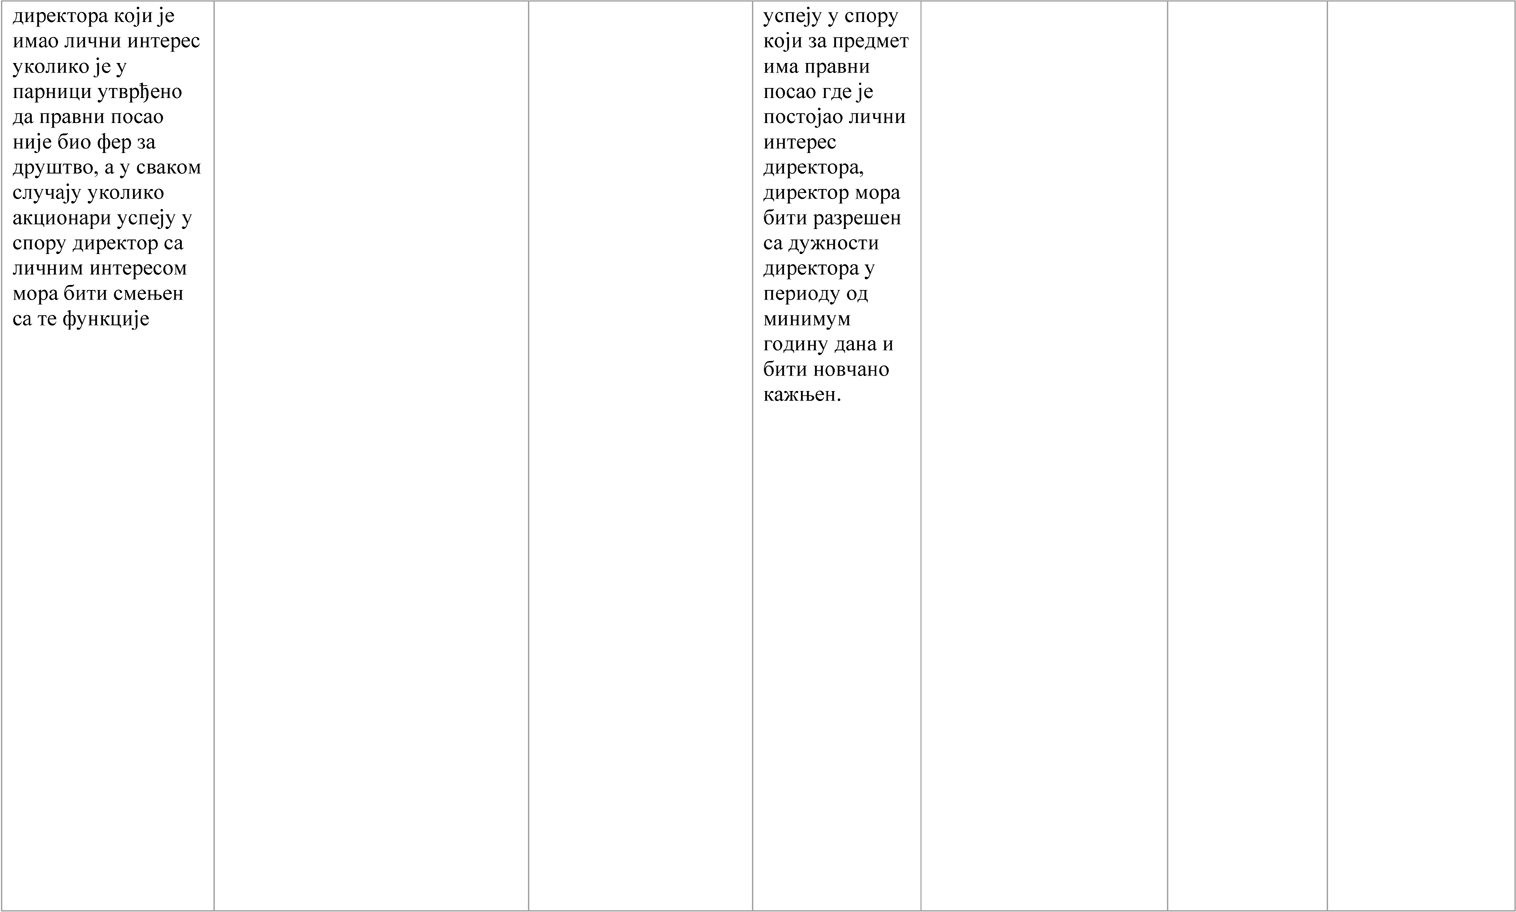 директора који је
имао лични интерес
уколико је у
парници утврђено
да правни посао
није био фер за
друштво, а у сваком
случају уколико
акционари успеју у
спору директор са
личним интересом
мора бити смењен
са те функције
успеју у спору
који за предмет
има правни
посао где је
постојао лични
интерес
директора,
директор мора
бити разрешен
са дужности
директора у
периоду од
минимум
годину дана и
бити новчано
кажњен.